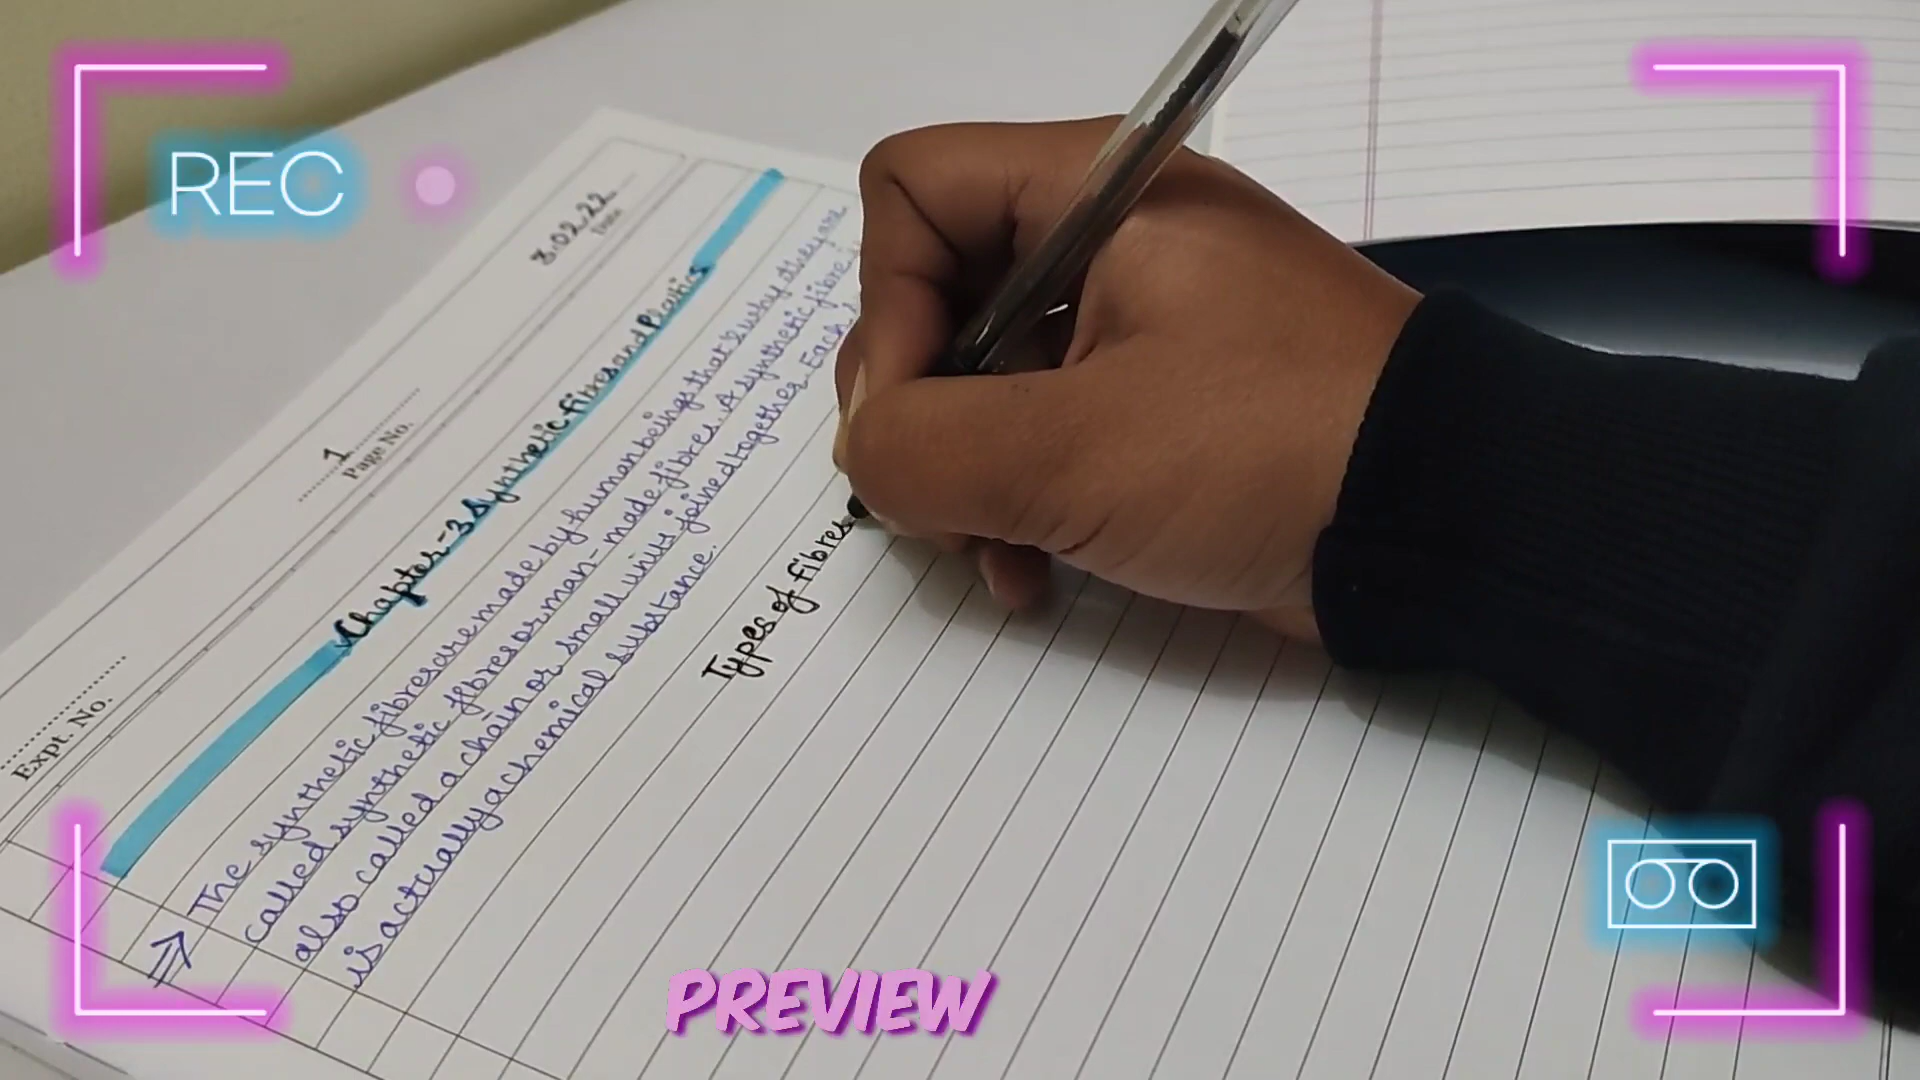 REC
3.02.22
Date
1
Page No.
Expt. No.
Chapter-3 Synthetic fibres and Plastics
⇒ The synthetic fibres are made by human beings that is why they are
called synthetic fibres or man-made fibres. A synthetic fibre
also called a chain or small units joined together. Each
is actually a chemical substance.
Types of fibres
PREVIEW